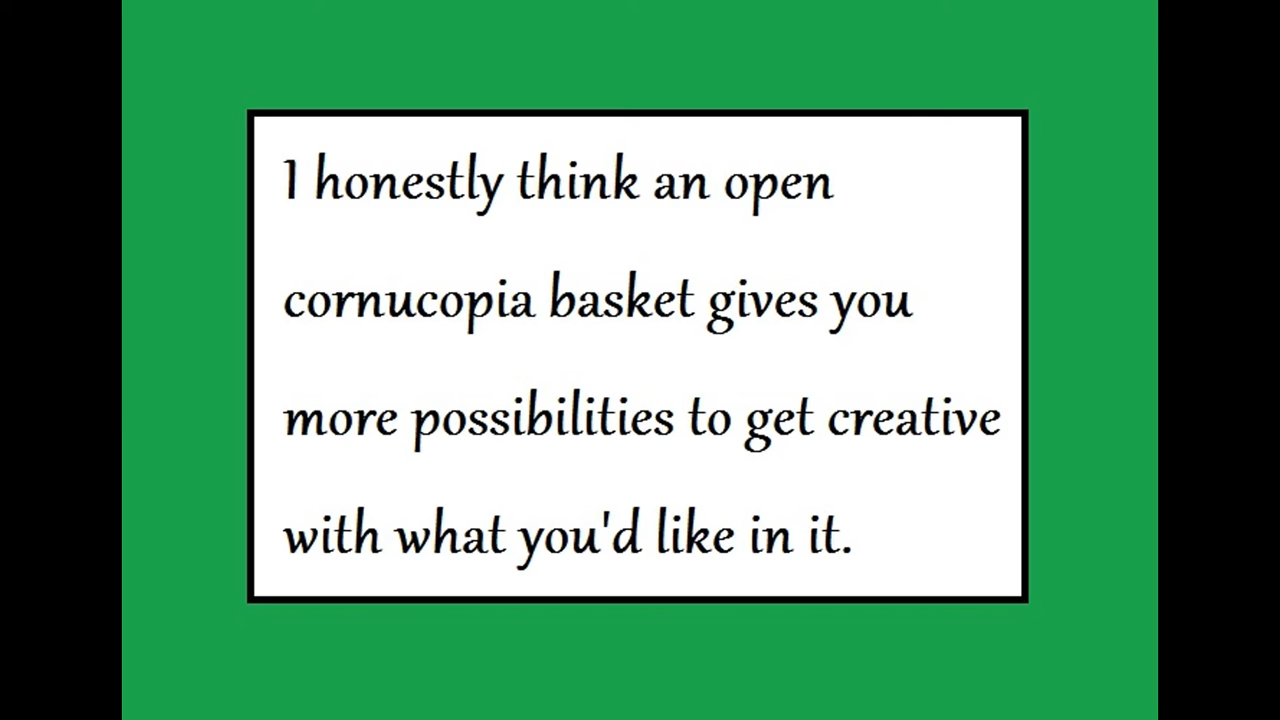 I honestly think an open
cornucopia basket gives you
more possibilities to get creative
with what you'd like in it.